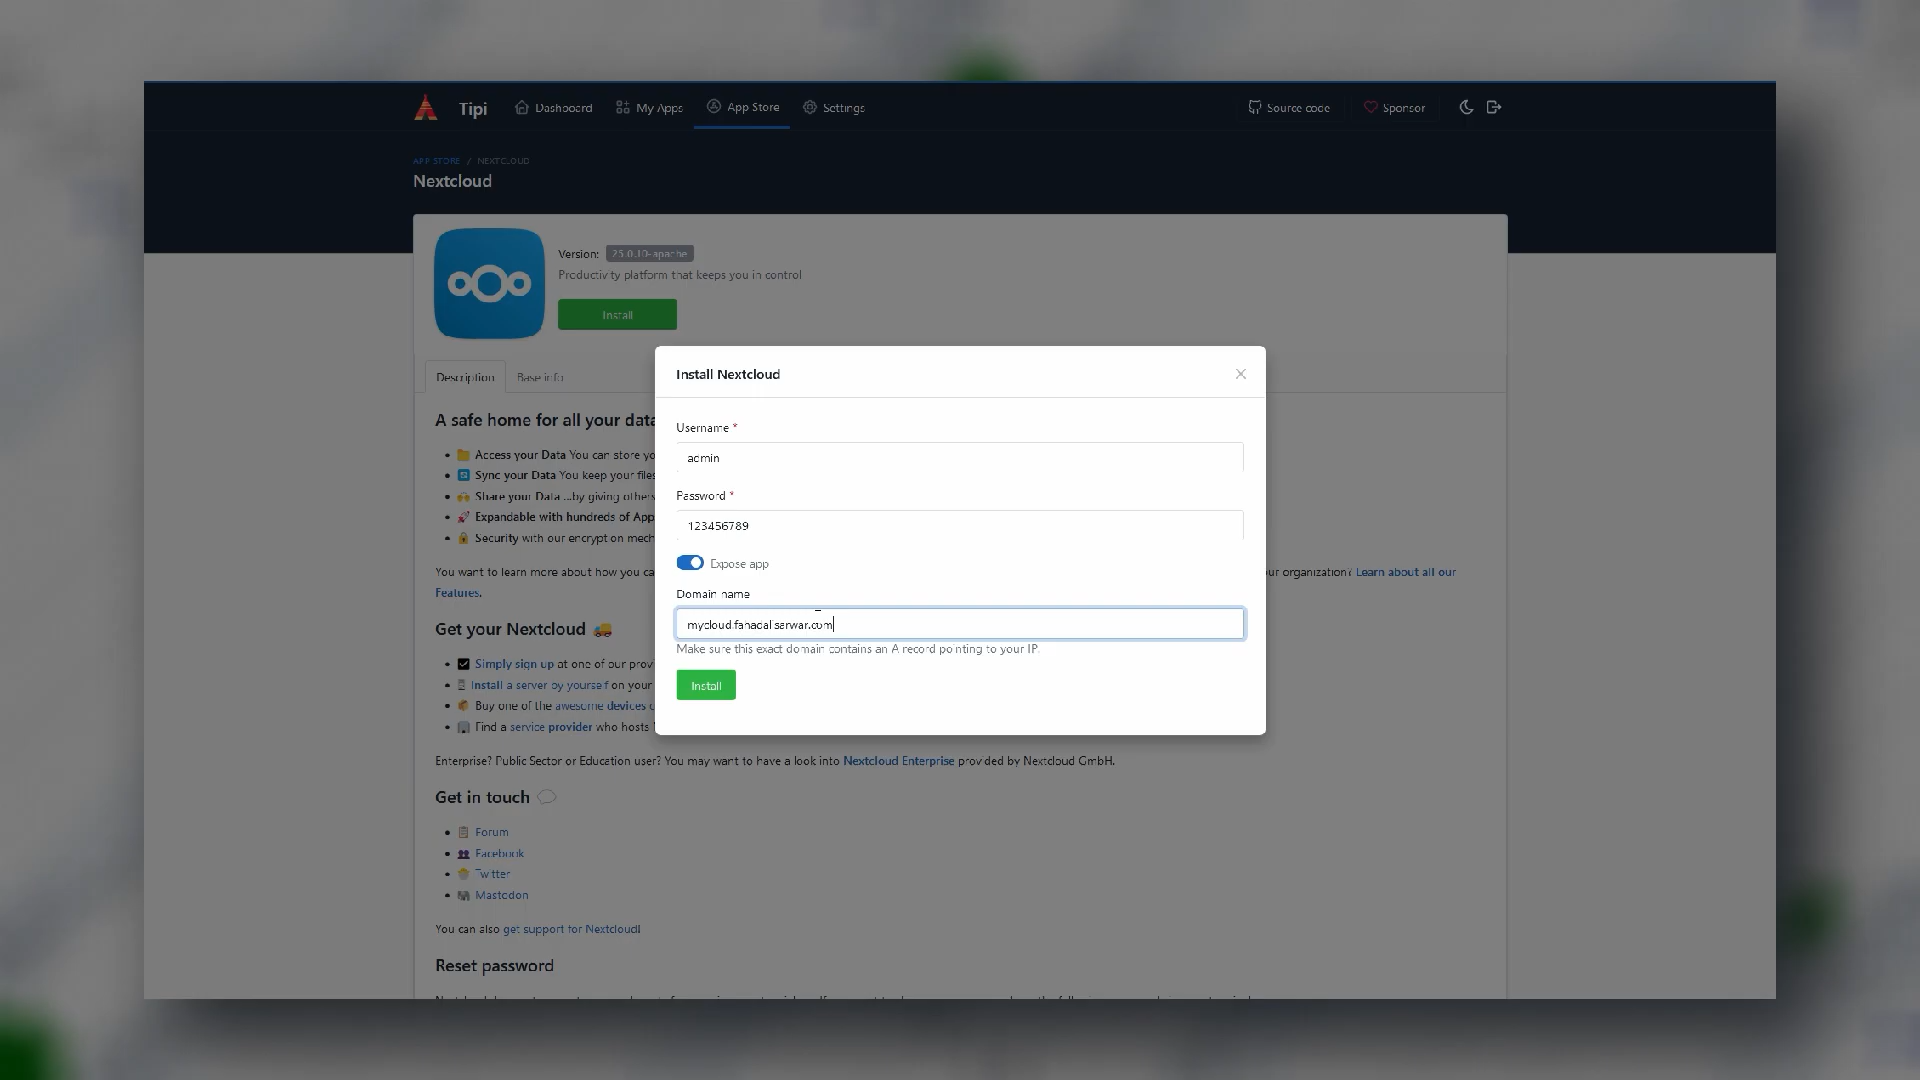 Tipi Dashboard My Apps App Store Settings Source code Sponsor
APP STORE / NEXTCLOUD
Nextcloud
Version: 25.0.10-apache
Productivity platform that keeps you in control
Install
Description Base info
Install Nextcloud
Username *
admin
Password *
123456789
Expose app
Domain name
mycloud.fahadalisarwar.com
Make sure this exact domain contains an A record pointing to your IP.
Install
A safe home for all your data
Access your Data You can store yo
Sync your Data You keep your files
Share your Data ...by giving others
Expandable with hundreds of App
Security with our encryption mech
You want to learn more about how you ca our organization? Learn about all our
Features.
Get your Nextcloud
Simply sign up at one of our prov
Install a server by yourself on your
Buy one of the awesome devices
Find a service provider who hosts
Enterprise? Public Sector or Education user? You may want to have a look into Nextcloud Enterprise provided by Nextcloud GmbH.
Get in touch
Forum
Facebook
Twitter
Mastodon
You can also get support for Nextcloud!
Reset password